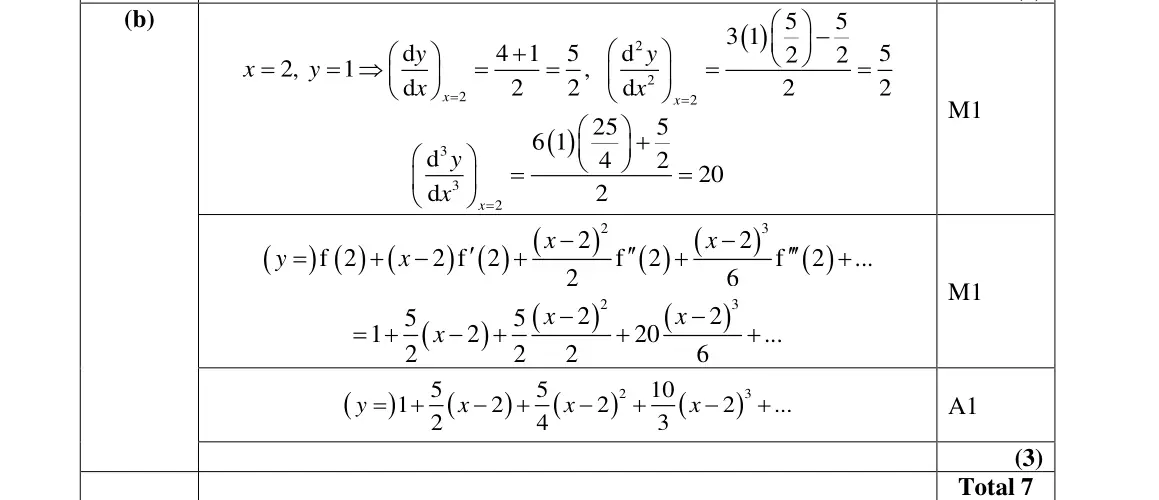 (b)
x = 2, y = 1 ⇒ (dy/dx)ₓ₌₂ = (4+1)/2 = 5/2, (d²y/dx²)ₓ₌₂ = (3(1)(5/2) − 5/2)/2 = 5/2
M1
(d³y/dx³)ₓ₌₂ = (6(1)(25/4) + 5/2)/2 = 20
(y =)f(2) + (x − 2)f′(2) + (x − 2)²/2 f″(2) + (x − 2)³/6 f‴(2) + ...
M1
= 1 + 5/2 (x − 2) + 5/2 (x − 2)²/2 + 20 (x − 2)³/6 + ...
(y =)1 + 5/2 (x − 2) + 5/4 (x − 2)² + 10/3 (x − 2)³ + ... A1
(3)
Total 7